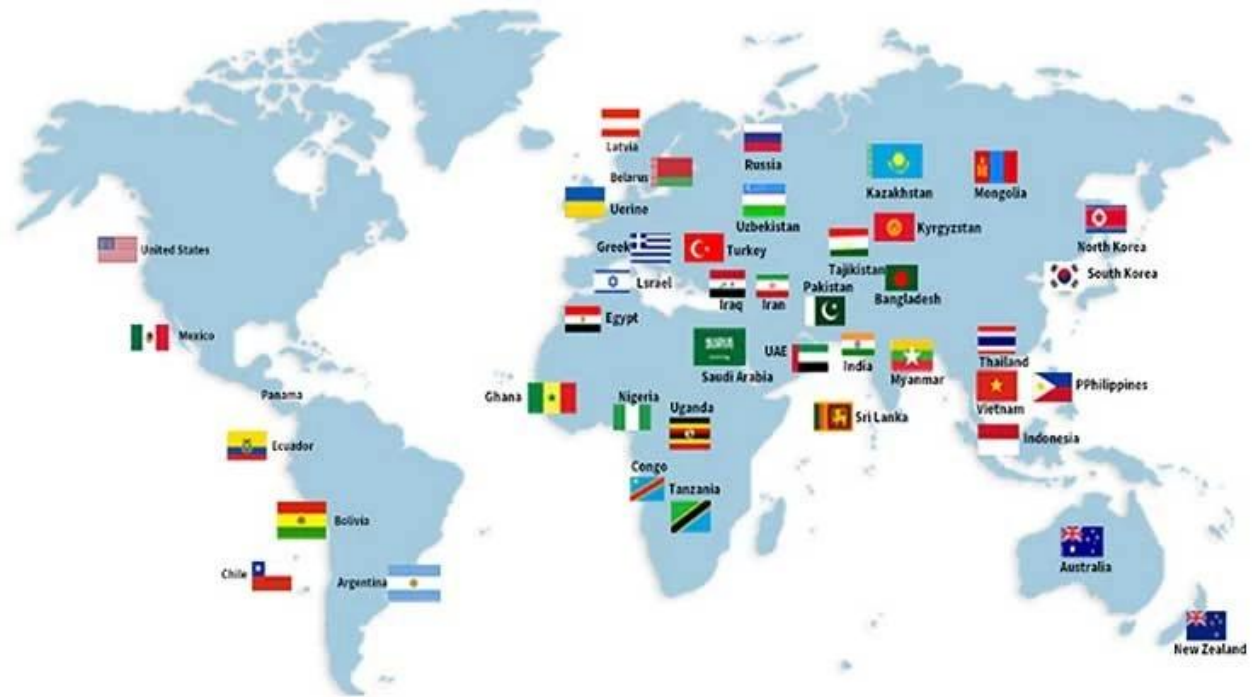 Latvia
Russia
Belarus
Kazakhstan
Mongolia
Uerine
Uzbekistan
Kyrgyzstan
North Korea
United States
Greek
Turkey
Tajikistan
South Korea
Lsrael
Iraq
Iran
Pakistan
Bangladesh
Egypt
Mexico
UAE
India
Thailand
Saudi Arabia
Myanmar
PPhilippines
Panama
Ghana
Nigeria
Uganda
Sri Lanka
Vietnam
Ecuador
Indonesia
Congo
Tanzania
Bolivia
Australia
Chile
Argentina
New Zealand